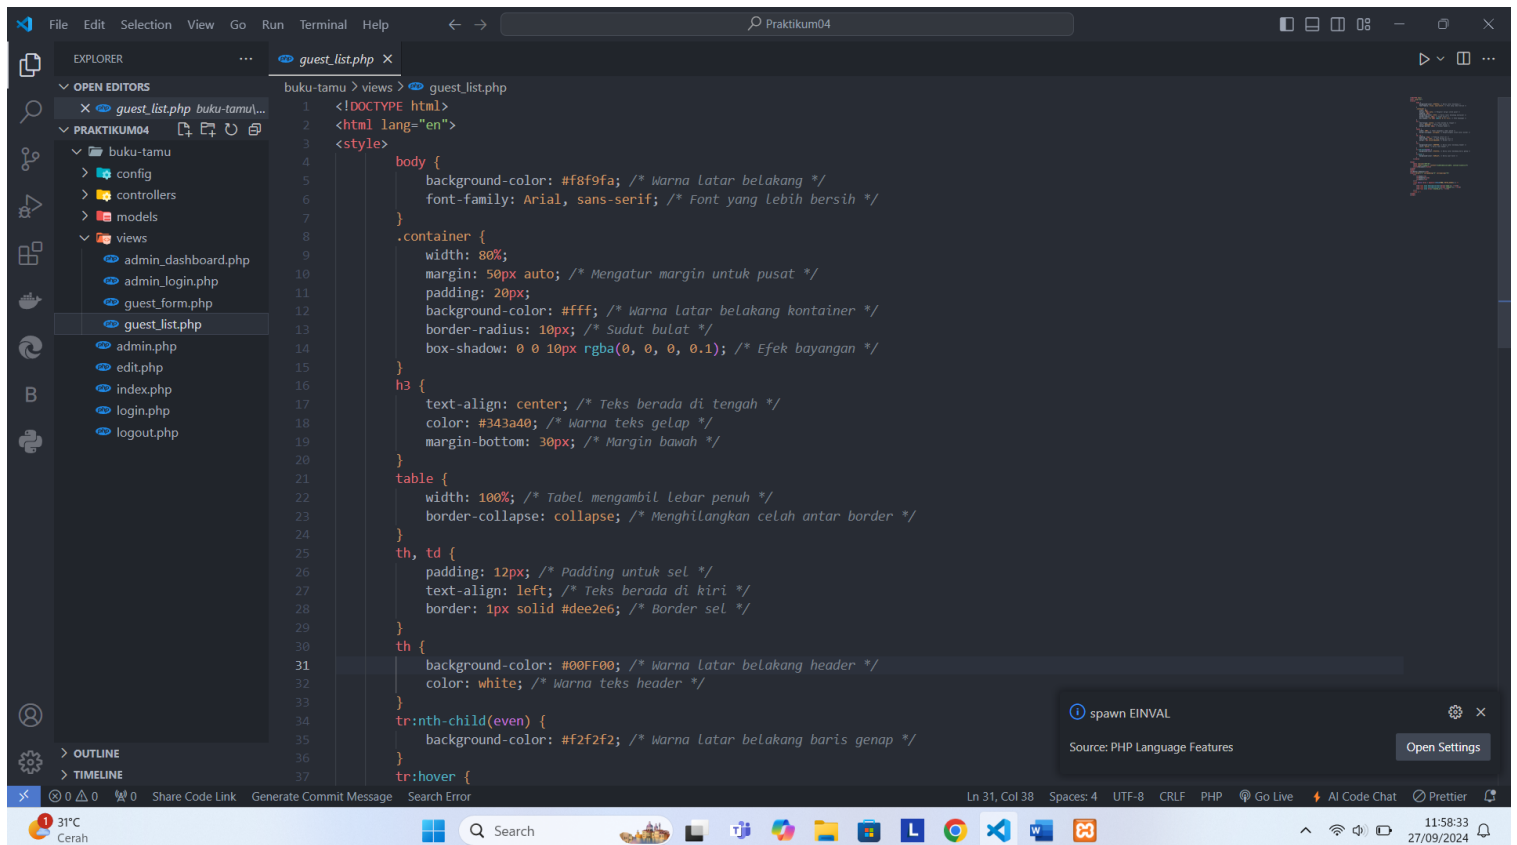 File Edit Selection View Go Run Terminal Help
Praktikum04
EXPLORER
guest_list.php
OPEN EDITORS
guest_list.php buku-tamu\...
PRAKTIKUM04
buku-tamu
config
controllers
models
views
admin_dashboard.php
admin_login.php
guest_form.php
guest_list.php
admin.php
edit.php
index.php
login.php
logout.php
OUTLINE
TIMELINE
buku-tamu > views > guest_list.php
1 <!DOCTYPE html>
2 <html lang="en">
3 <style>
4 body {
5 background-color: #f8f9fa; /* Warna latar belakang */
6 font-family: Arial, sans-serif; /* Font yang lebih bersih */
7 }
8 .container {
9 width: 80%;
10 margin: 50px auto; /* Mengatur margin untuk pusat */
11 padding: 20px;
12 background-color: #fff; /* Warna latar belakang kontainer */
13 border-radius: 10px; /* Sudut bulat */
14 box-shadow: 0 0 10px rgba(0, 0, 0, 0.1); /* Efek bayangan */
15 }
16 h3 {
17 text-align: center; /* Teks berada di tengah */
18 color: #343a40; /* Warna teks gelap */
19 margin-bottom: 30px; /* Margin bawah */
20 }
21 table {
22 width: 100%; /* Tabel mengambil lebar penuh */
23 border-collapse: collapse; /* Menghilangkan celah antar border */
24 }
25 th, td {
26 padding: 12px; /* Padding untuk sel */
27 text-align: left; /* Teks berada di kiri */
28 border: 1px solid #dee2e6; /* Border sel */
29 }
30 th {
31 background-color: #00FF00; /* Warna latar belakang header */
32 color: white; /* Warna teks header */
33 }
34 tr:nth-child(even) {
35 background-color: #f2f2f2; /* Warna latar belakang baris genap */
36 }
37 tr:hover {
spawn EINVAL
Source: PHP Language Features
Open Settings
0 0 0 Share Code Link Generate Commit Message Search Error Ln 31, Col 38 Spaces: 4 UTF-8 CRLF PHP Go Live AI Code Chat Prettier
1
31°C
Cerah
Search
11:58:33
27/09/2024